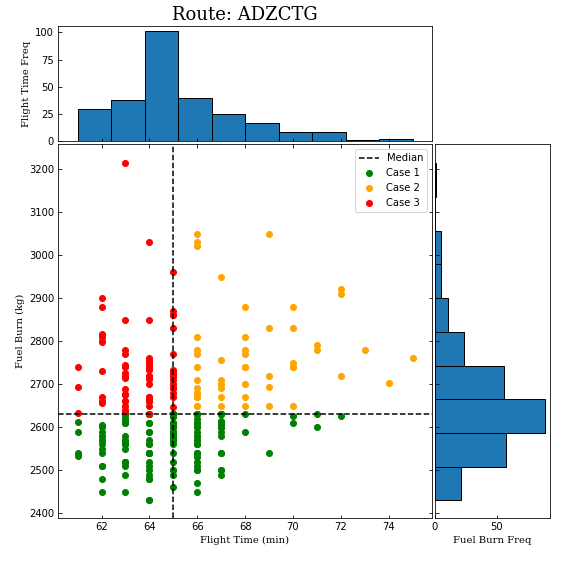 Route: ADZCTG
Flight Time Freq
100
75
50
25
0
Median
Case 1
Case 2
Case 3
Fuel Burn (kg)
3200
3100
3000
2900
2800
2700
2600
2500
2400
62 64 66 68 70 72 74
0 50
Flight Time (min)
Fuel Burn Freq